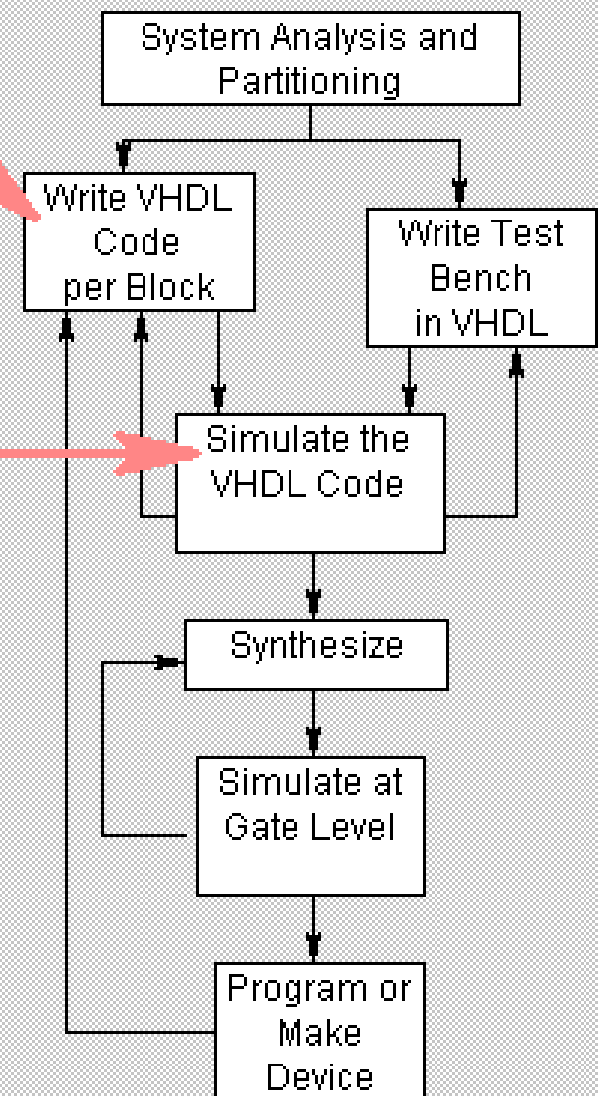 System Analysis and
Partitioning
Write VHDL
Code
per Block
Write Test
Bench
in VHDL
Simulate the
VHDL Code
Synthesize
Simulate at
Gate Level
Program or
Make
Device